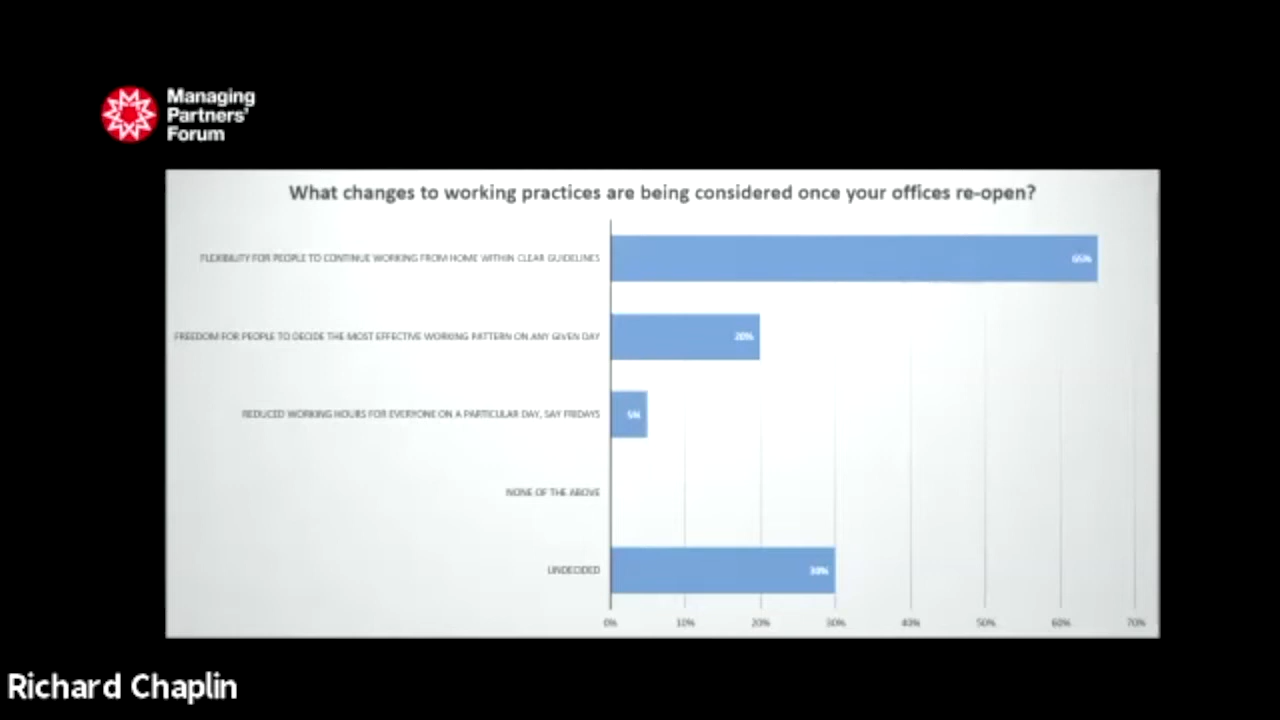 Managing
Partners'
Forum
What changes to working practices are being considered once your offices re-open?
FLEXIBILITY FOR PEOPLE TO CONTINUE WORKING FROM HOME WITHIN CLEAR GUIDELINES
65%
FREEDOM FOR PEOPLE TO DECIDE THE MOST EFFECTIVE WORKING PATTERN ON ANY GIVEN DAY
20%
REDUCED WORKING HOURS FOR EVERYONE ON A PARTICULAR DAY, SAY FRIDAYS
5%
NONE OF THE ABOVE
UNDECIDED
30%
0% 10% 20% 30% 40% 50% 60% 70%
Richard Chaplin